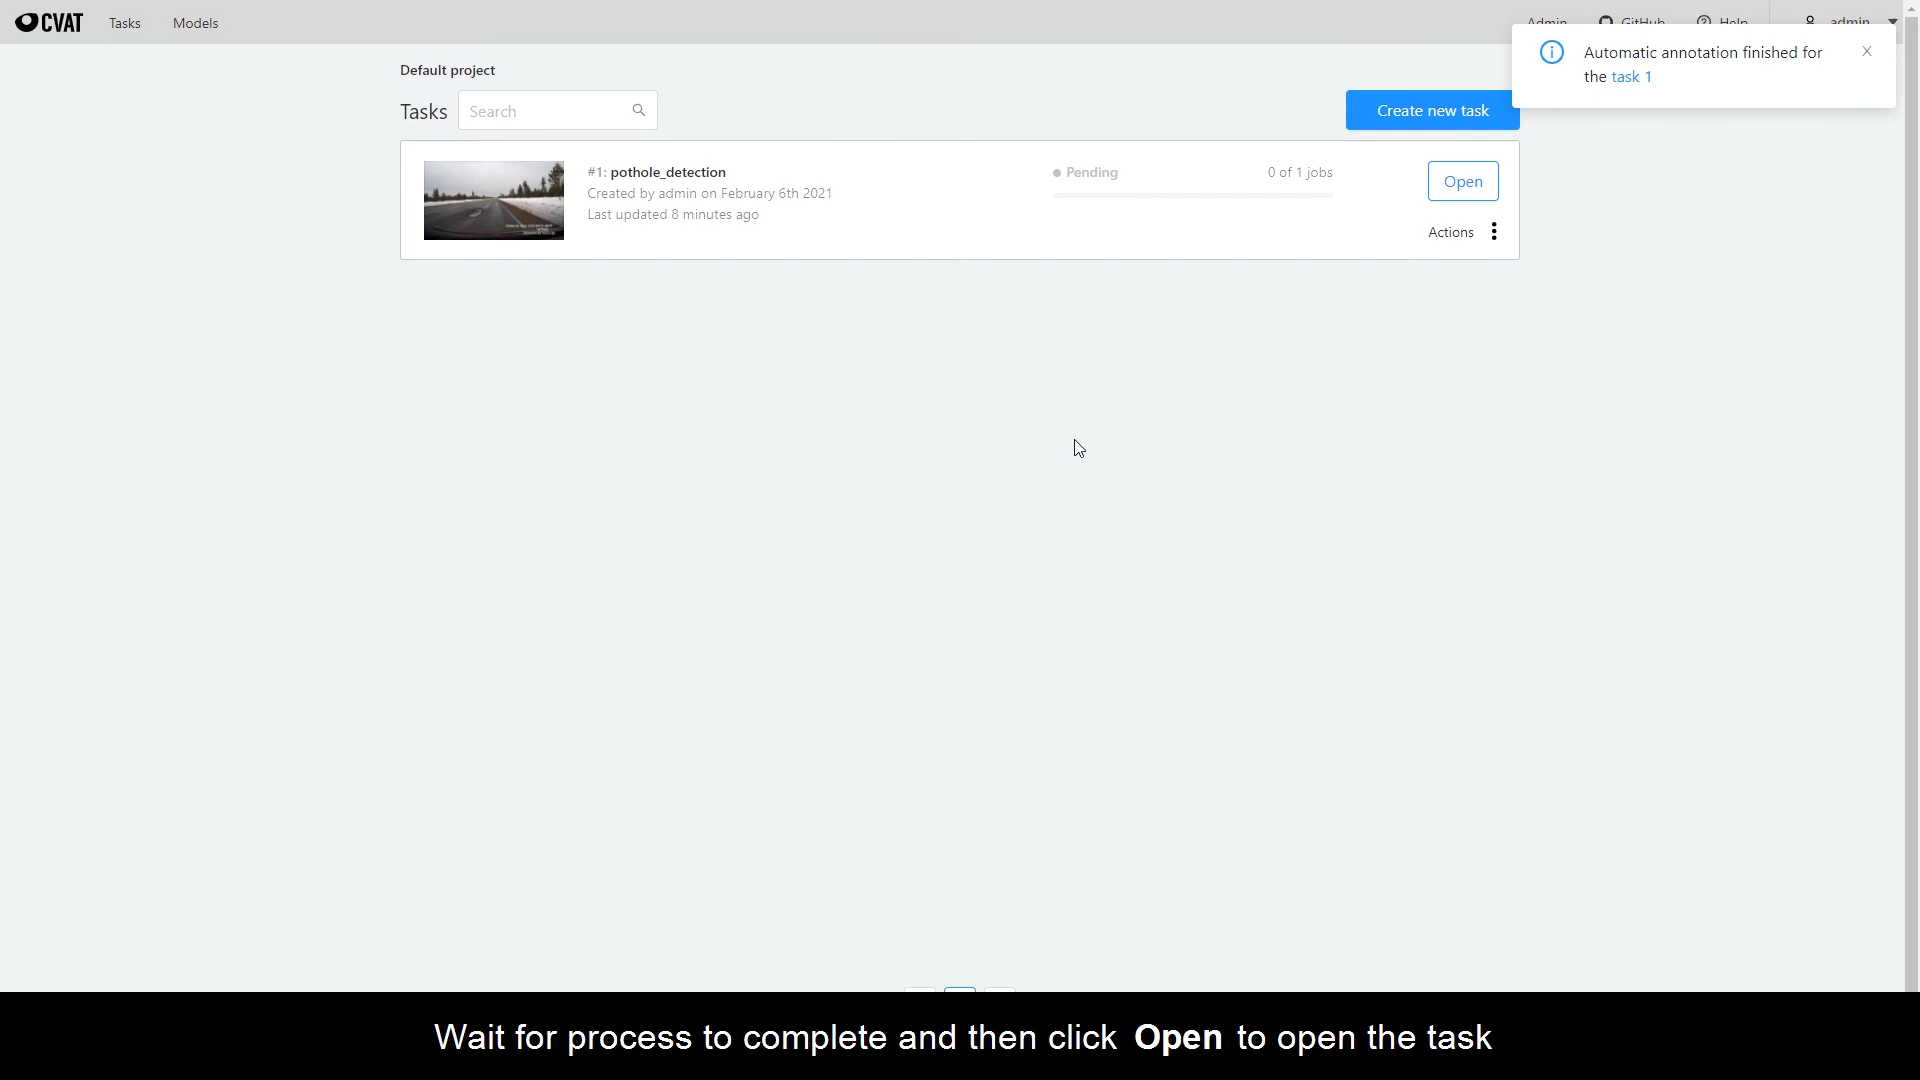 CVAT
Tasks
Models
Admin
GitHub
Help
admin
Automatic annotation finished for
the task 1
Default project
Tasks
Search
Create new task
#1: pothole_detection
Created by admin on February 6th 2021
Last updated 8 minutes ago
Pending
0 of 1 jobs
Open
Actions
Wait for process to complete and then click Open to open the task